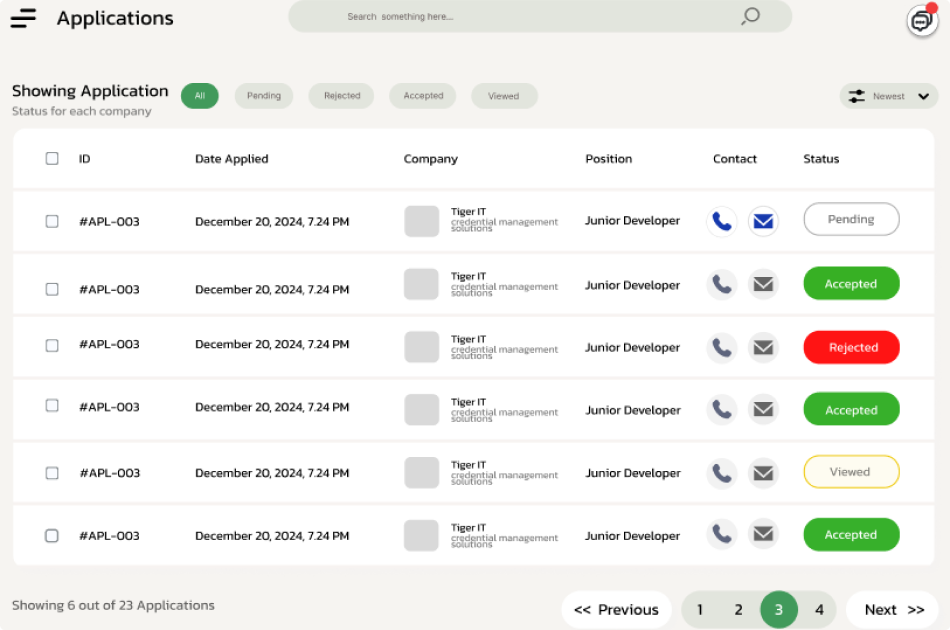 Applications
Search something here...
Showing Application
Status for each company
All
Pending
Rejected
Accepted
Viewed
Newest
ID Date Applied Company Position Contact Status
#APL-003 December 20, 2024, 7.24 PM Tiger IT Junior Developer Pending
credential management
solutions
#APL-003 December 20, 2024, 7.24 PM Tiger IT Junior Developer Accepted
credential management
solutions
#APL-003 December 20, 2024, 7.24 PM Tiger IT Junior Developer Rejected
credential management
solutions
#APL-003 December 20, 2024, 7.24 PM Tiger IT Junior Developer Accepted
credential management
solutions
#APL-003 December 20, 2024, 7.24 PM Tiger IT Junior Developer Viewed
credential management
solutions
#APL-003 December 20, 2024, 7.24 PM Tiger IT Junior Developer Accepted
credential management
solutions
Showing 6 out of 23 Applications
<< Previous 1 2 3 4 Next >>